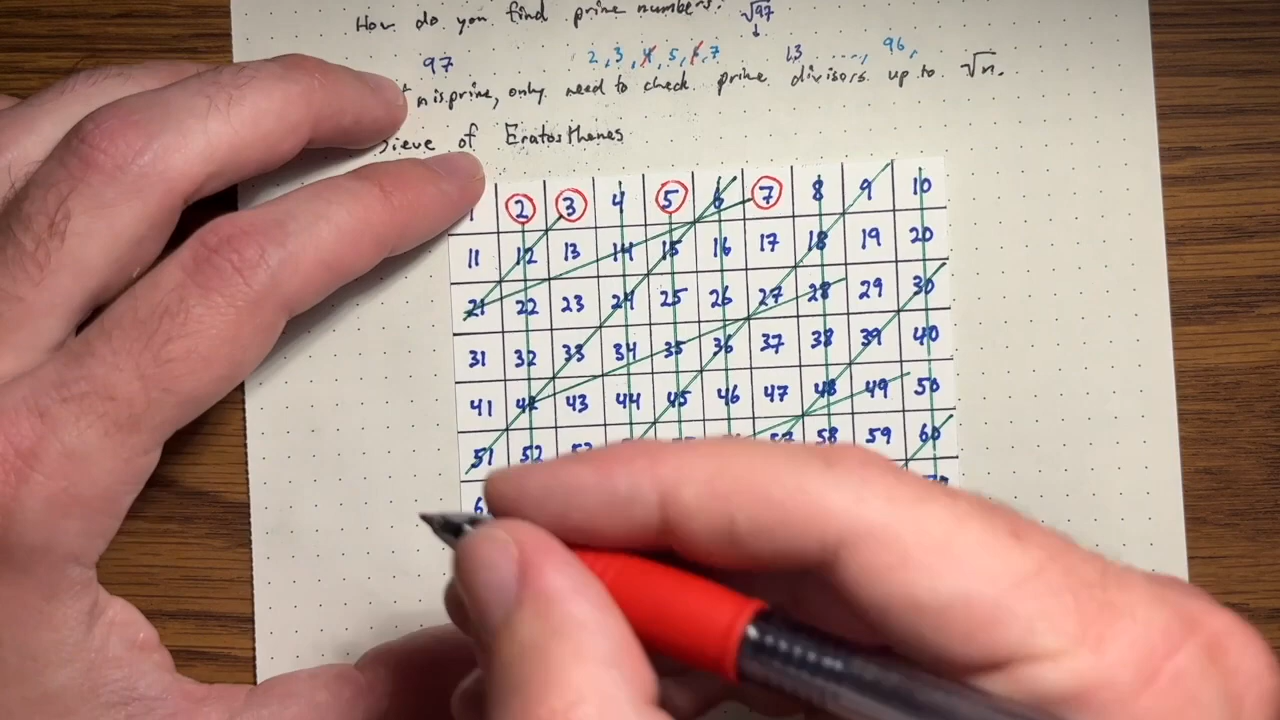 How do you find prime numbers? √97
↓
97 2, 3, 4, 5, 6, 7 13 ...., 96,
n is prime, only need to check prime divisors up to √n.
Sieve of Eratosthenes
2 3 4 5 6 7 8 9 10
11 12 13 14 15 16 17 18 19 20
21 22 23 24 25 26 27 28 29 30
31 32 33 34 35 36 37 38 39 40
41 42 43 44 45 46 47 48 49 50
51 52 53 57 58 59 60
6